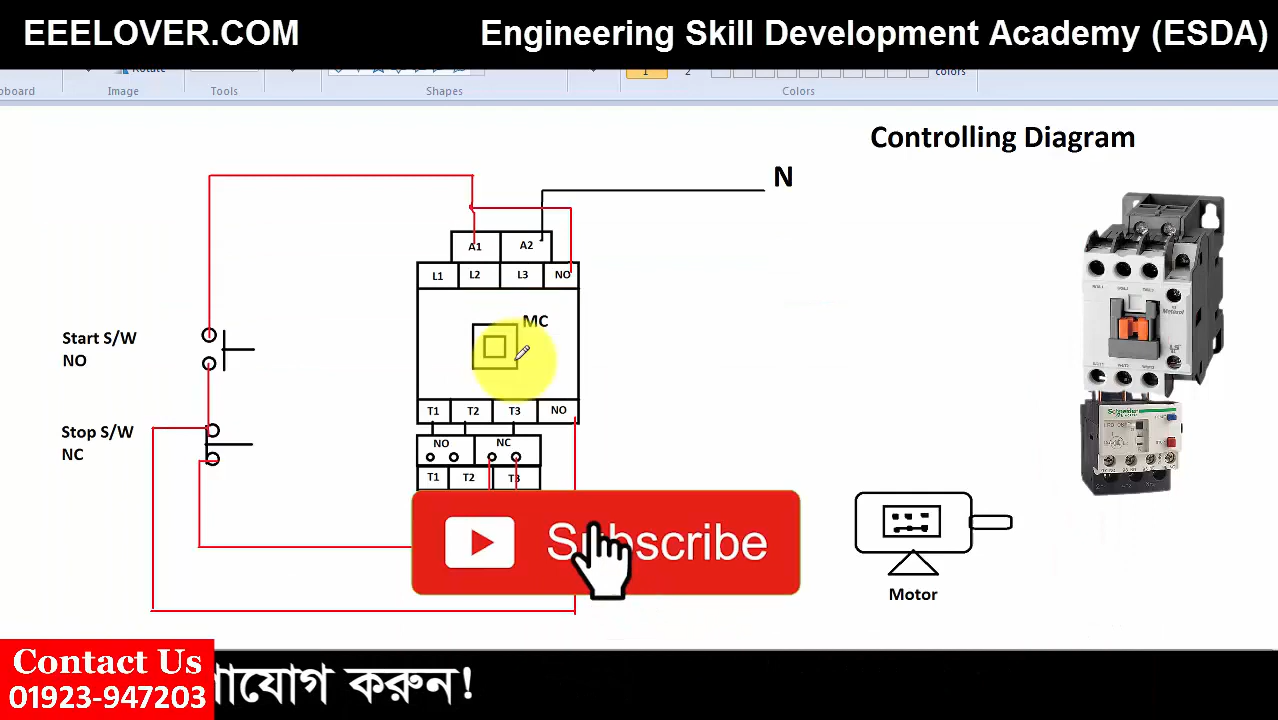 EEELOVER.COM
Engineering Skill Development Academy (ESDA)
Rotate
Image
Tools
Shapes
1
2
colors
Colors
Controlling Diagram
N
A1
A2
L1
L2
L3
NO
MC
Start S/W
NO
T1
T2
T3
NO
Stop S/W
NC
NO
NC
T1
T2
T3
Subscribe
Schneider
Motor
Contact Us
01923-947203
করুন!